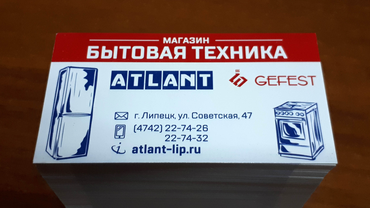 МАГАЗИН
БЫТОВАЯ ТЕХНИКА
ATLANT GEFEST
г. Липецк, ул. Советская, 47
(4742) 22-74-26
22-74-32
atlant-lip.ru